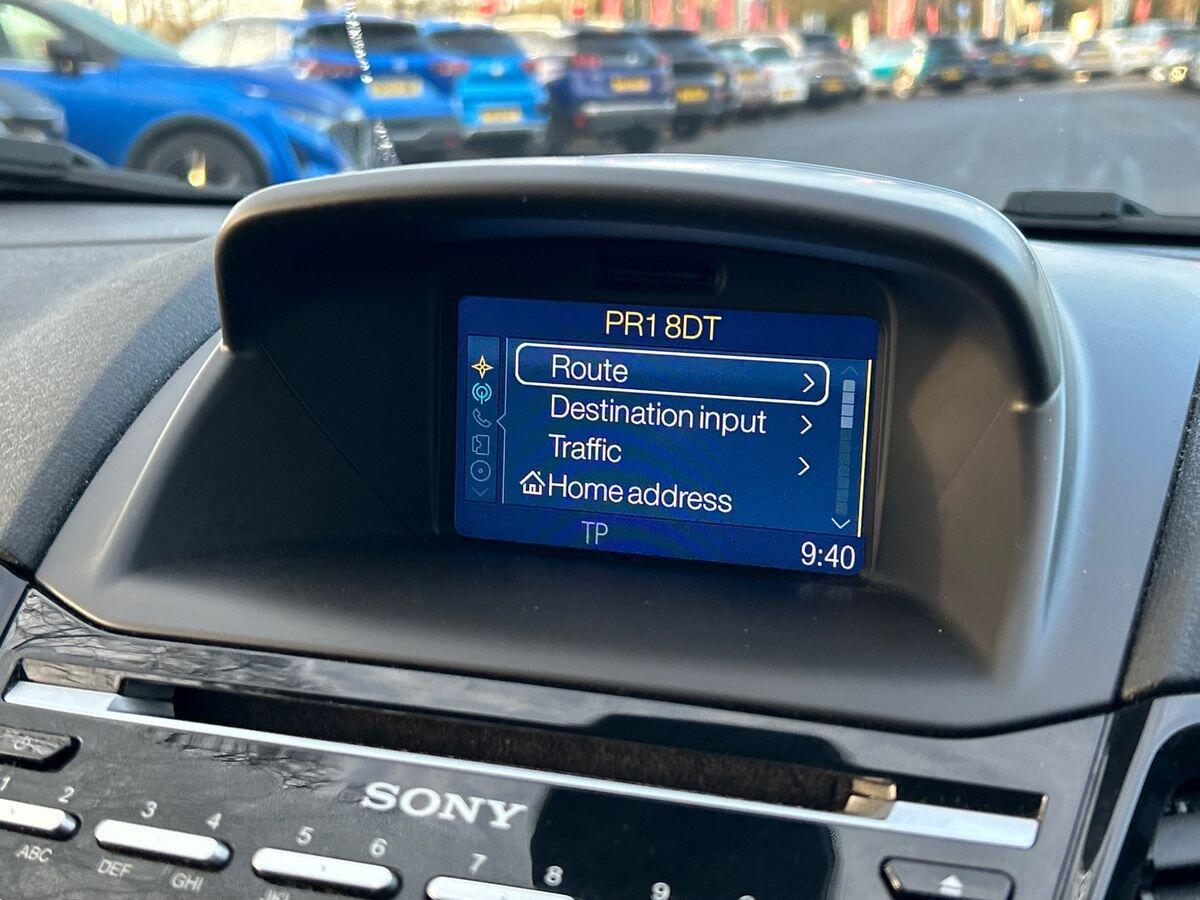 PR1 8DT
Route
Destination input
Traffic
Home address
TP
9:40
SONY
1 2 3 4 5 6 7 8 9
ABC DEF GHI